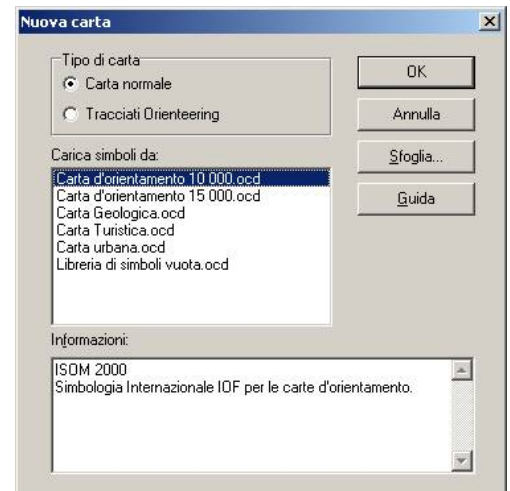 Nuova carta
Tipo di carta
Carta normale
Tracciati Orienteering
OK
Annulla
Sfoglia...
Guida
Carica simboli da:
Carta d'orientamento 10 000.ocd
Carta d'orientamento 15 000.ocd
Carta Geologica.ocd
Carta Turistica.ocd
Carta urbana.ocd
Libreria di simboli vuota.ocd
Informazioni:
ISOM 2000
Simbologia Internazionale IOF per le carte d'orientamento.